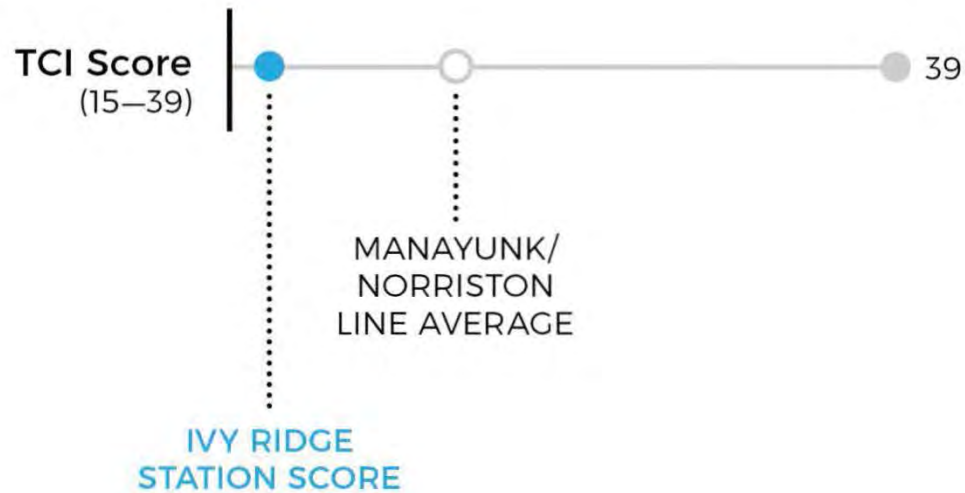 TCI Score
(15—39)
39
MANAYUNK/
NORRISTON
LINE AVERAGE
IVY RIDGE
STATION SCORE